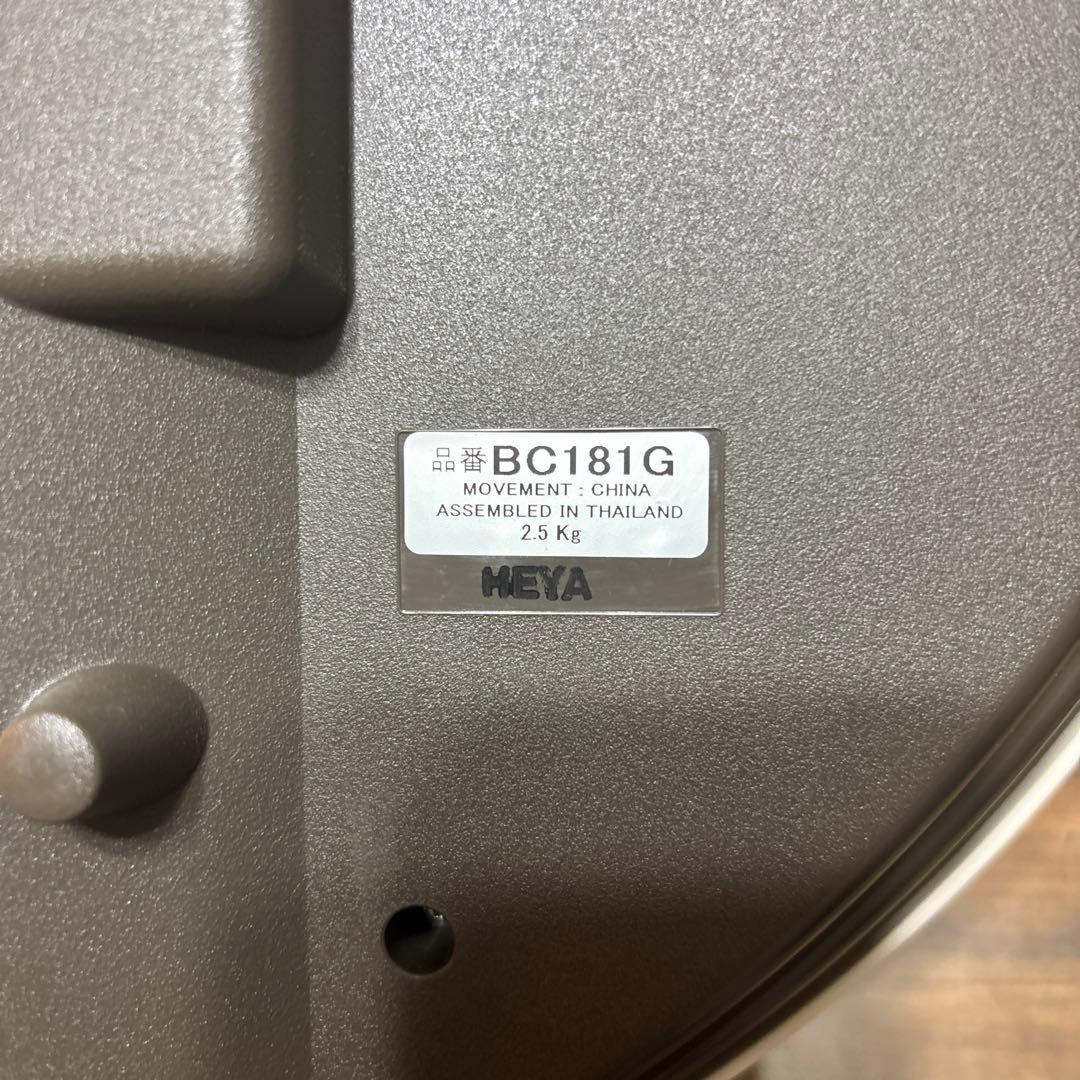 品番BC181G
MOVEMENT : CHINA
ASSEMBLED IN THAILAND
2.5 Kg
HEYA